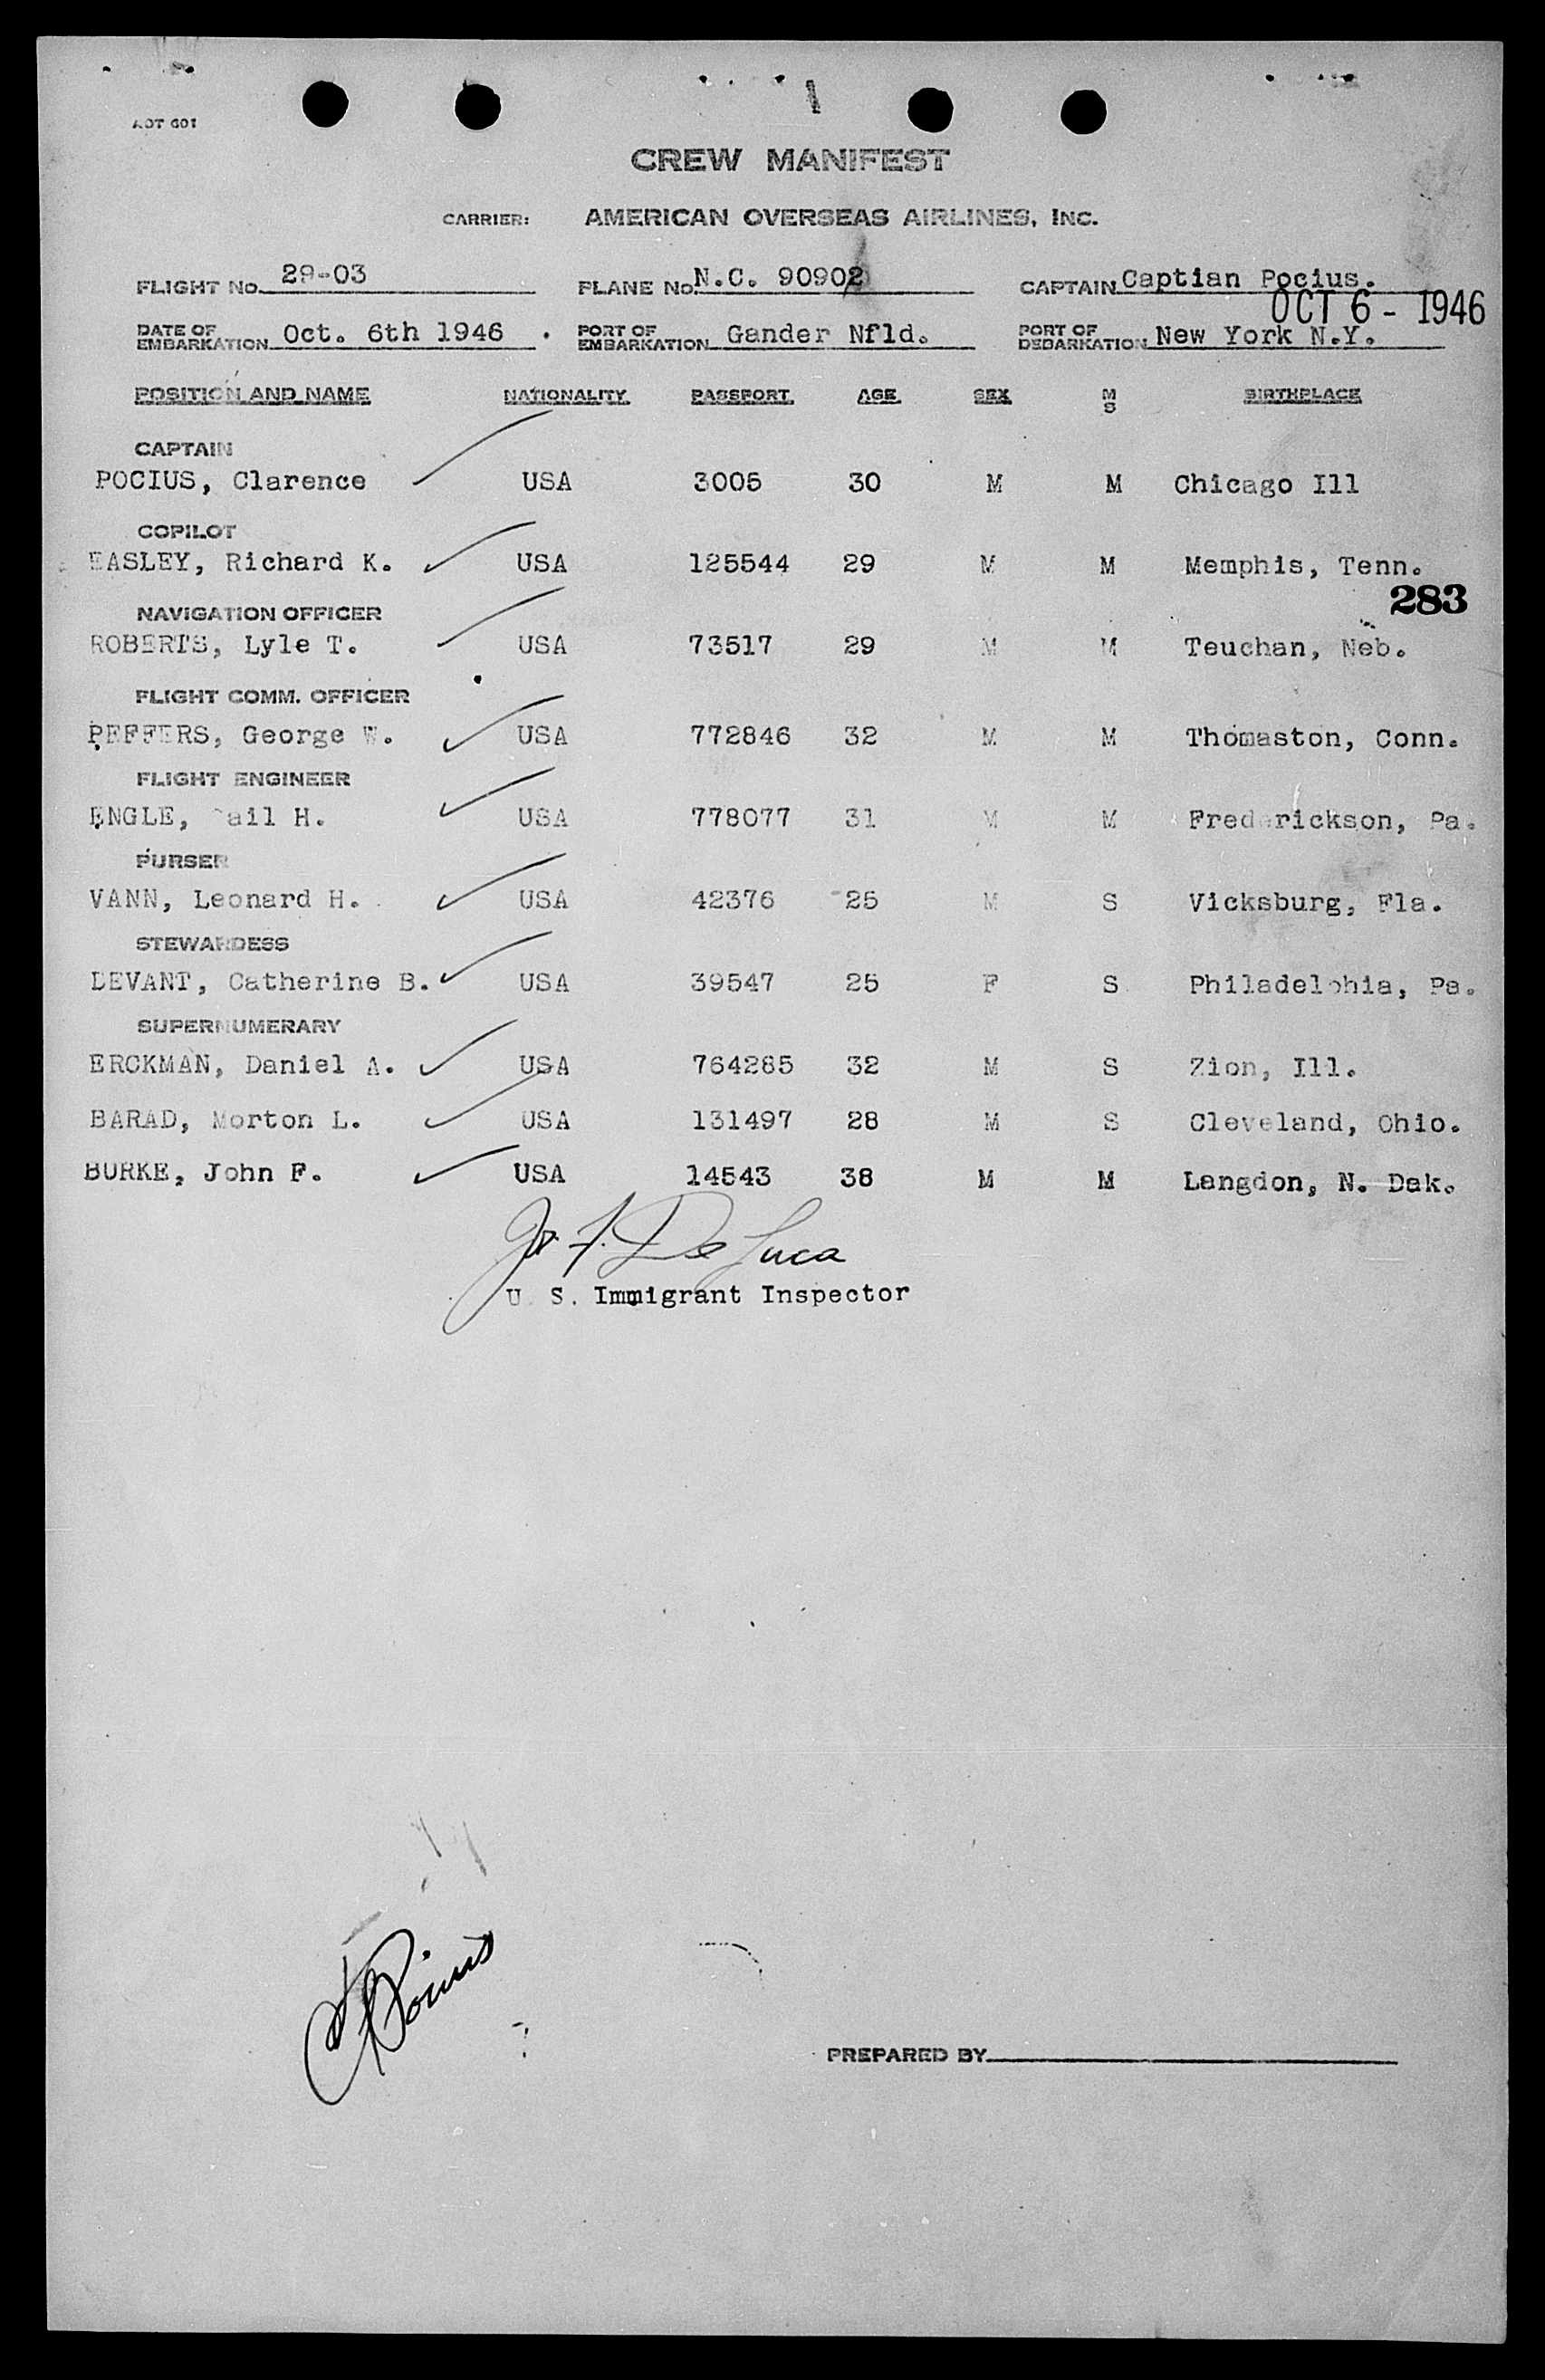 AOT 601
CREW MANIFEST
CARRIER: AMERICAN OVERSEAS AIRLINES, INC.
FLIGHT No. 29-03 PLANE No. N.C. 90902 CAPTAIN Captian Pocius.
OCT 6 - 1946
DATE OF EMBARKATION Oct. 6th 1946 . PORT OF EMBARKATION Gander Nfld. PORT OF DEBARKATION New York N.Y.
POSITION AND NAME NATIONALITY PASSPORT AGE SEX M S BIRTHPLACE
CAPTAIN
POCIUS, Clarence USA 3005 30 M M Chicago Ill
COPILOT
EASLEY, Richard K. USA 125544 29 M M Memphis, Tenn.
283
NAVIGATION OFFICER
ROBERTS, Lyle T. USA 73517 29 M M Teuchan, Neb.
FLIGHT COMM. OFFICER
PEFFERS, George W. USA 772846 32 M M Thomaston, Conn.
FLIGHT ENGINEER
ENGLE, ail H. USA 778077 31 M M Frederickson, Pa.
PURSER
VANN, Leonard H. USA 42376 25 M S Vicksburg, Fla.
STEWARDESS
DEVANT, Catherine B. USA 39547 25 F S Philadelphia, Pa.
SUPERNUMERARY
ERCKMAN, Daniel A. USA 764285 32 M S Zion, Ill.
BARAD, Morton L. USA 131497 28 M S Cleveland, Ohio.
BURKE, John F. USA 14543 38 M M Langdon, N. Dak.
F. De Luca
U. S. Immigrant Inspector
Pocius
PREPARED BY